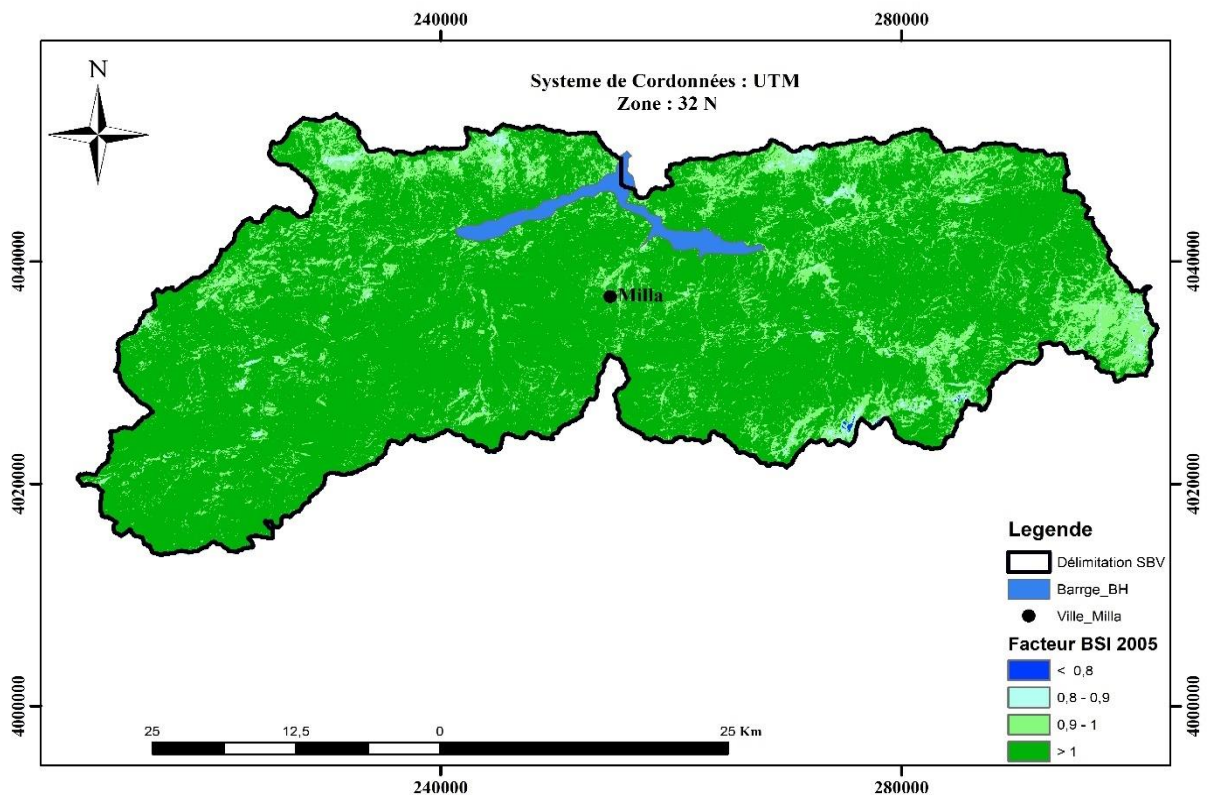 240000
280000
N
Systeme de Cordonnées : UTM
Zone : 32 N
4040000
4040000
Milla
4020000
4020000
Legende
Délimitation SBV
Barrge_BH
Ville_Milla
Facteur BSI 2005
< 0,8
0,8 - 0,9
0,9 - 1
> 1
4000000
4000000
25 12,5 0 25 Km
240000
280000